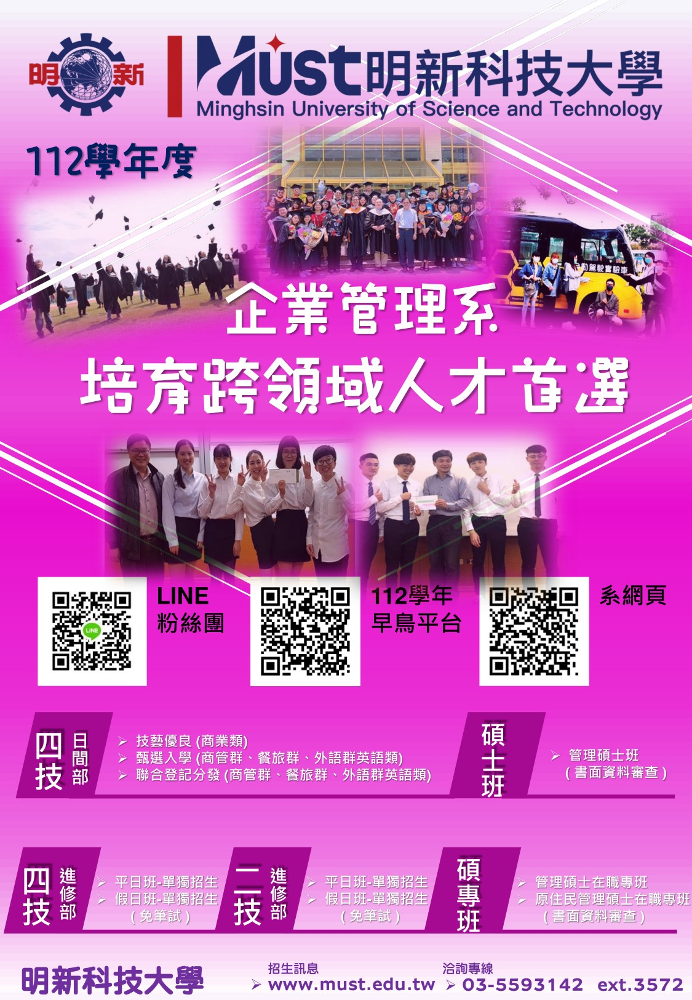 明新
Must明新科技大學
Minghsin University of Science and Technology
112學年度
自動駕駛實驗車
企業管理系
培育跨領域人才首選
LINE
LINE
粉絲團
112學年
早鳥平台
系網頁
四技
日間部
技藝優良 (商業類)
甄選入學 (商管群、餐旅群、外語群英語類)
聯合登記分發 (商管群、餐旅群、外語群英語類)
碩士班
管理碩士班
( 書面資料審查 )
四技
進修部
平日班-單獨招生
假日班-單獨招生
( 免筆試 )
二技
進修部
平日班-單獨招生
假日班-單獨招生
( 免筆試 )
碩專班
管理碩士在職專班
原住民管理碩士在職專班
( 書面資料審查 )
明新科技大學
招生訊息
www.must.edu.tw
洽詢專線
03-5593142 ext.3572